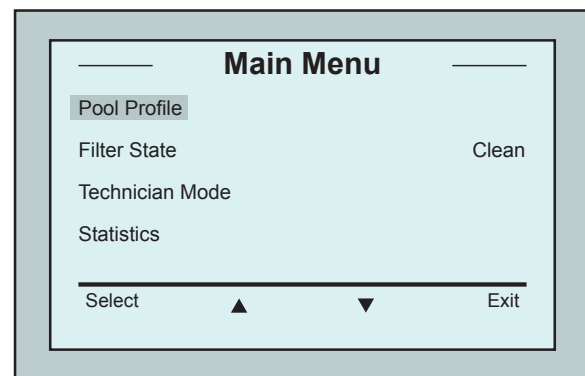 Main Menu
Pool Profile
Filter State Clean
Technician Mode
Statistics
Select ▲ ▼ Exit